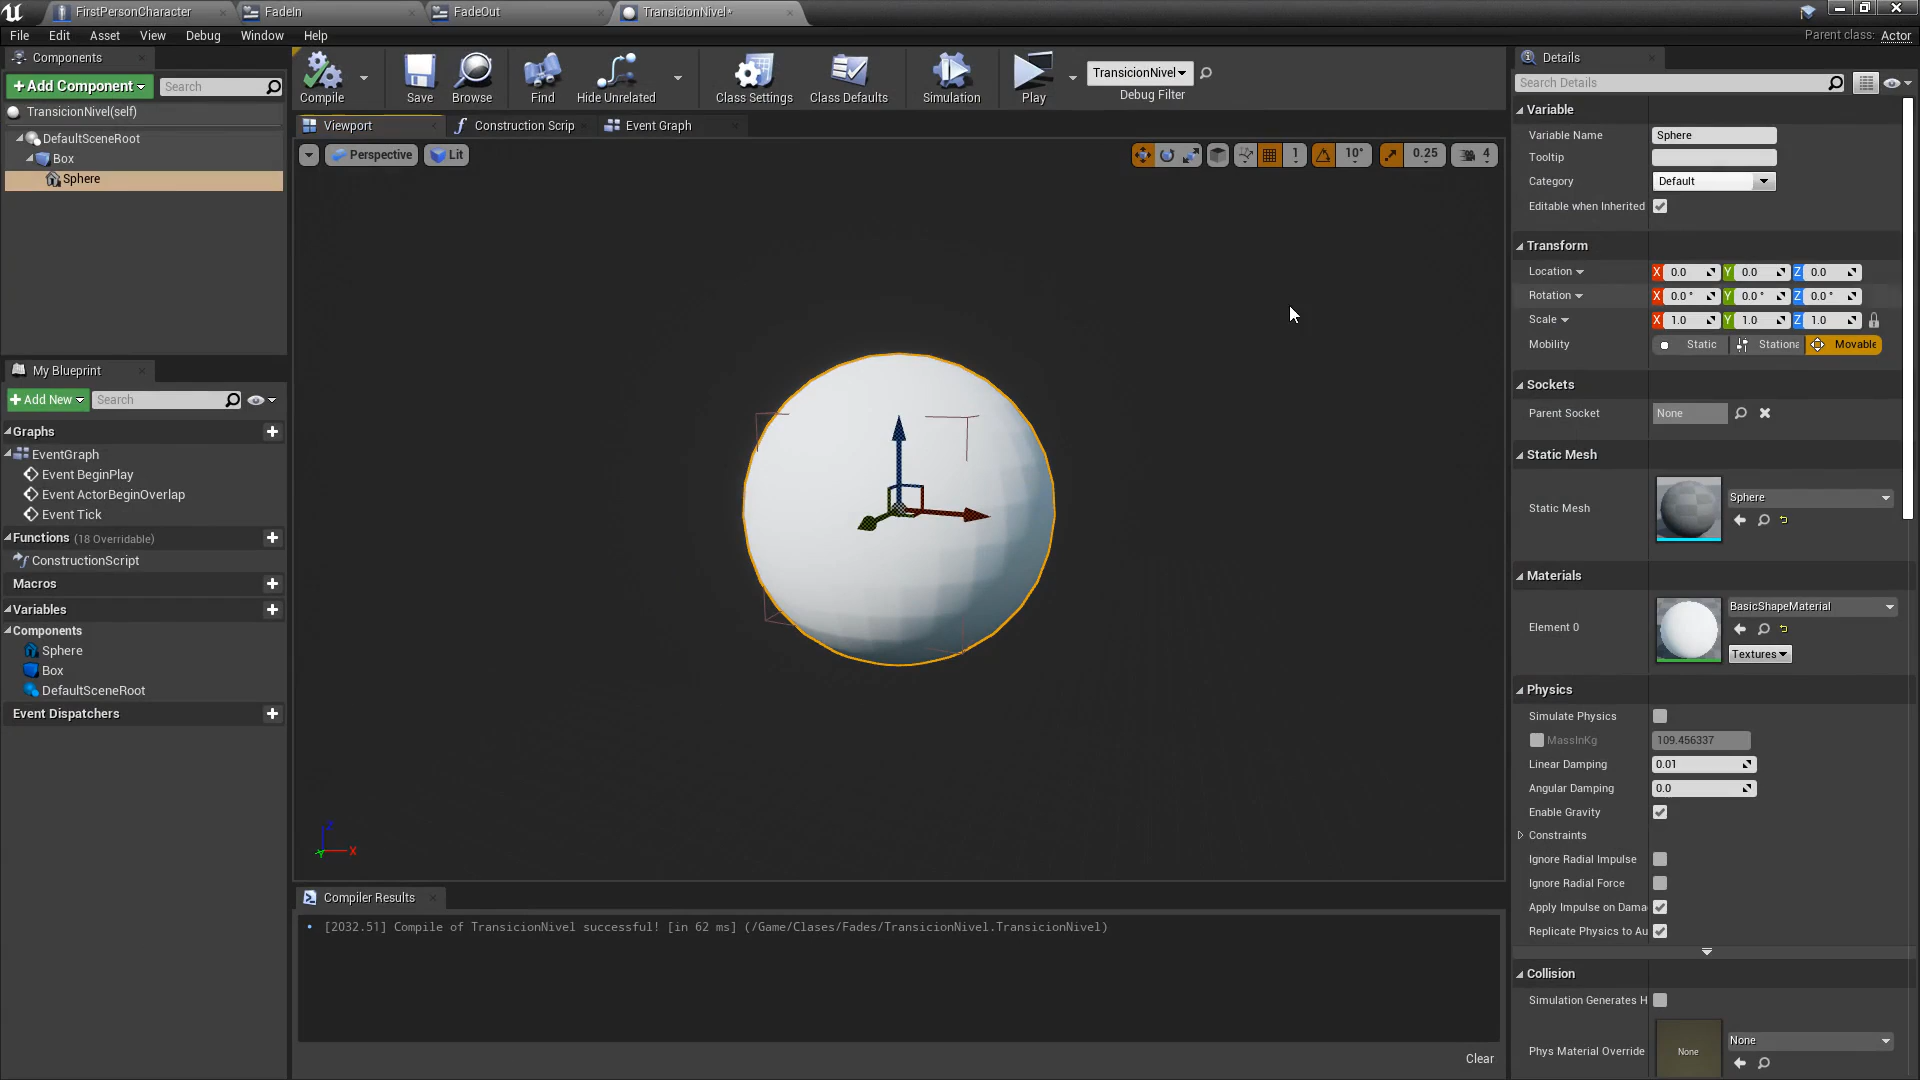 FirstPersonCharacter
FadeIn
FadeOut
TransicionNivel*
File Edit Asset View Debug Window Help
Parent class: Actor
Components
+Add Component
Search
TransicionNivel(self)
DefaultSceneRoot
Box
Sphere
My Blueprint
+Add New
Search
Graphs
EventGraph
Event BeginPlay
Event ActorBeginOverlap
Event Tick
Functions (18 Overridable)
ConstructionScript
Macros
Variables
Components
Sphere
Box
DefaultSceneRoot
Event Dispatchers
Compile
Save
Browse
Find
Hide Unrelated
Class Settings
Class Defaults
Simulation
Play
TransicionNivel
Debug Filter
Viewport
Construction Scrip
Event Graph
Perspective
Lit
1
10°
0.25
4
Z
Y
X
Compiler Results
[2032.51] Compile of TransicionNivel successful! [in 62 ms] (/Game/Clases/Fades/TransicionNivel.TransicionNivel)
Clear
Details
Search Details
Variable
Variable Name Sphere
Tooltip
Category Default
Editable when Inherited
Transform
Location X 0.0 Y 0.0 Z 0.0
Rotation X 0.0 ° Y 0.0 ° Z 0.0 °
Scale X 1.0 Y 1.0 Z 1.0
Mobility Static Stationa Movable
Sockets
Parent Socket None
Static Mesh
Static Mesh Sphere
Materials
Element 0 BasicShapeMaterial
Textures
Physics
Simulate Physics
MassInKg 109.456337
Linear Damping 0.01
Angular Damping 0.0
Enable Gravity
Constraints
Ignore Radial Impulse
Ignore Radial Force
Apply Impulse on Dama
Replicate Physics to Au
Collision
Simulation Generates H
Phys Material Override None None